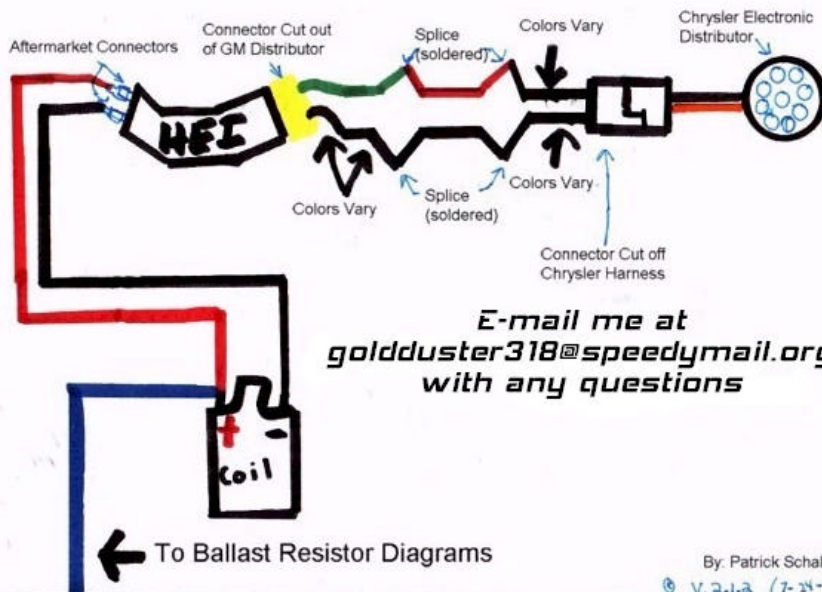 Aftermarket Connectors
Connector Cut out
of GM Distributor
Splice
(soldered)
Colors Vary
Chrysler Electronic
Distributor
HEI
Colors Vary
Splice
(soldered)
Colors Vary
Connector Cut off
Chrysler Harness
E-mail me at
goldduster318@speedymail.org
with any questions
+ -
Coil
To Ballast Resistor Diagrams
By: Patrick Schal